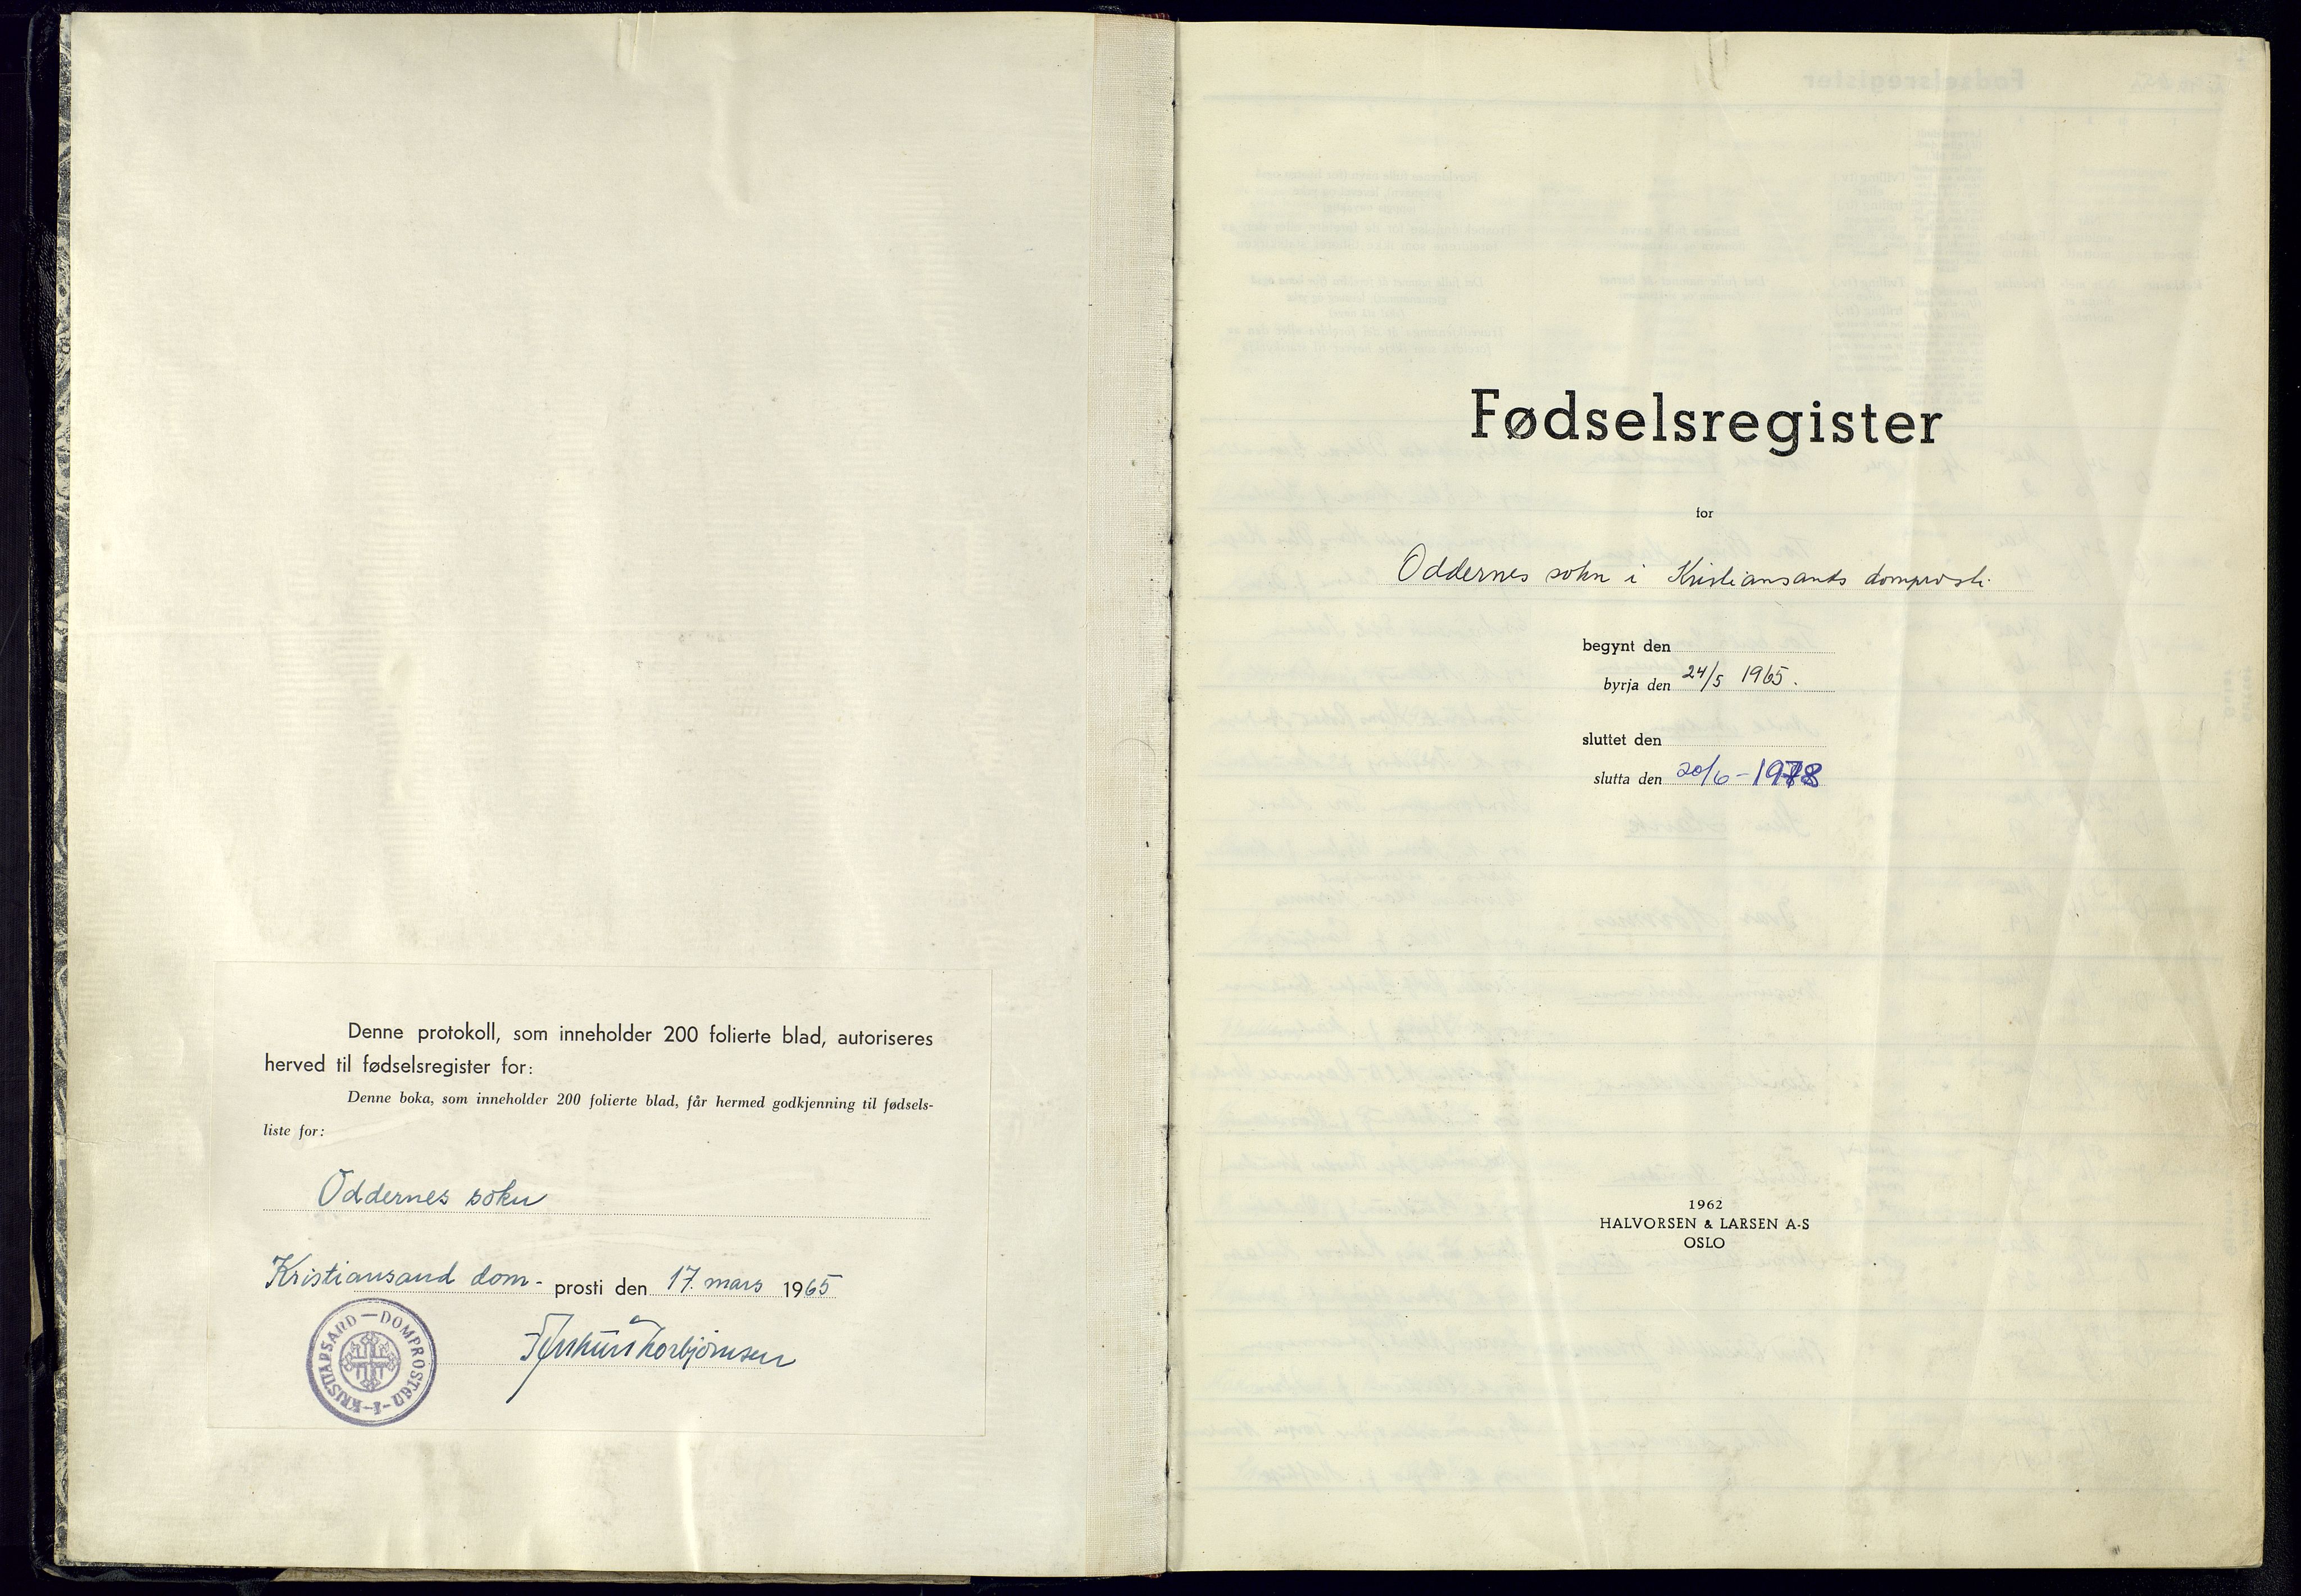 Denne protokoll, som inneholder 200 folierte blad, autoriseres
herved til fødselsregister for:
Denne boka, som inneholder 200 folierte blad, får hermed godkjenning til fødsels-
liste for:
Oddernes sokn
Kristiansand dom- prosti den 17. mars 1965
Thorbjørnsen
DOMPROSTEN-I-KRISTIANSAND
Fødselsregister
for
Oddernes sokn i Kristiansands domprosti.
begynt den
byrja den 24/5 1965.
sluttet den
slutta den 20/6-1978
1962
HALVORSEN & LARSEN A-S
OSLO